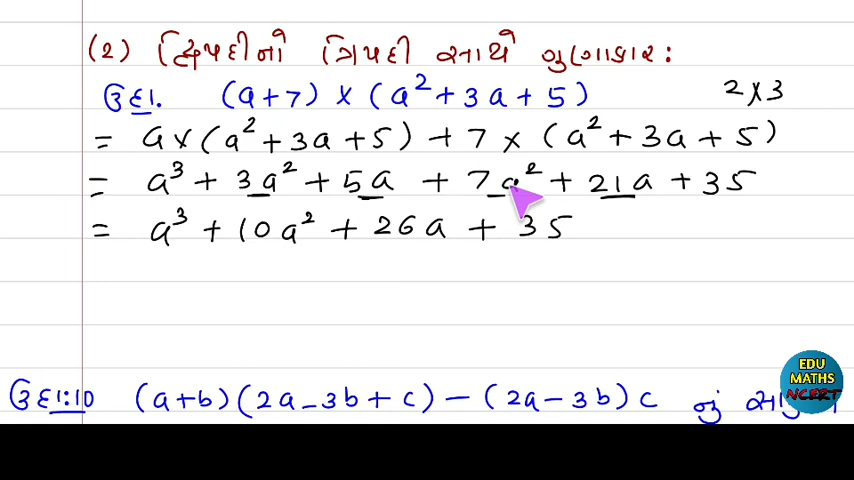 (2) દ્વિપદીનો ત્રિપદી સાથે ગુણાકાર:
ઉદા. (a+7) × (a² + 3a + 5) 2×3
= a × (a² + 3a + 5) + 7 × (a² + 3a + 5)
= a³ + 3a² + 5a + 7a² + 21a + 35
= a³ + 10a² + 26a + 35
ઉદા:10 (a+b)(2a-3b+c) - (2a-3b)c નું
EDU
MATHS
NCERT